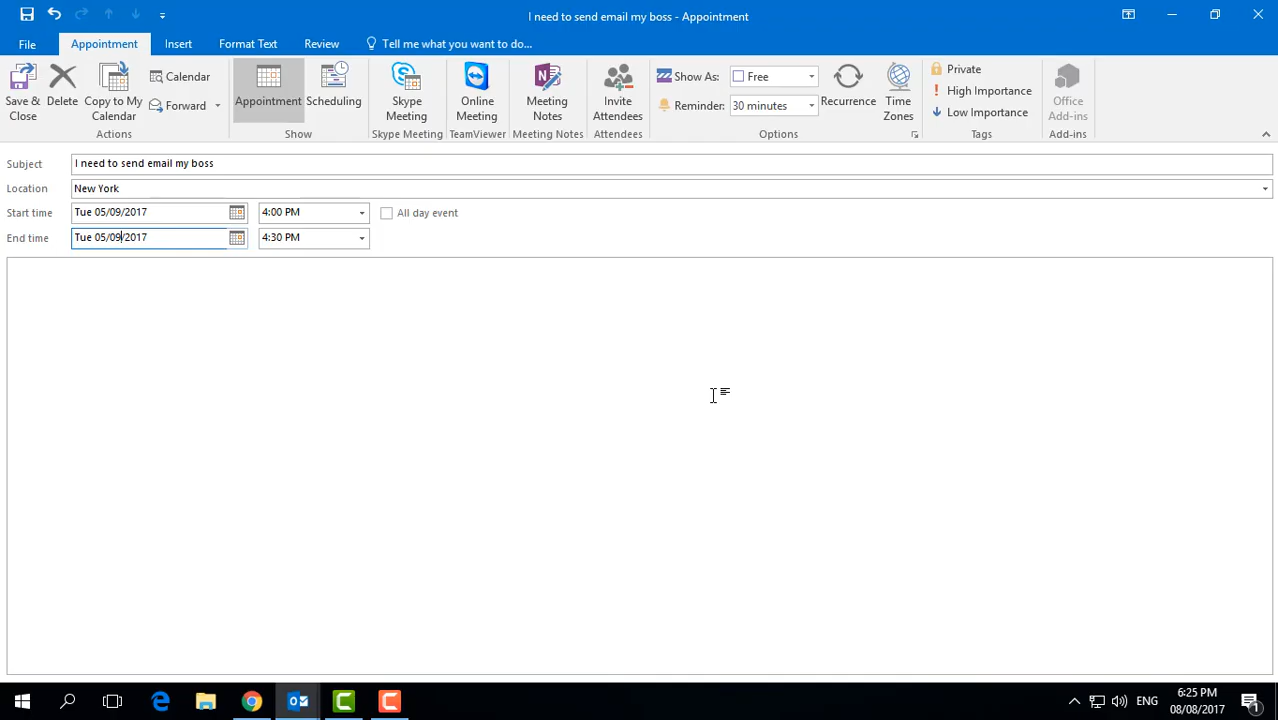 I need to send email my boss - Appointment
File Appointment Insert Format Text Review Tell me what you want to do...
Save & Close
Delete
Copy to My Calendar
Calendar
Forward
Actions
Appointment
Scheduling
Show
Skype Meeting
Skype Meeting
Online Meeting
TeamViewer
Meeting Notes
Meeting Notes
Invite Attendees
Attendees
Show As: Free
Reminder: 30 minutes
Recurrence
Time Zones
Options
Private
High Importance
Low Importance
Tags
Office Add-ins
Add-ins
Subject I need to send email my boss
Location New York
Start time Tue 05/09/2017 4:00 PM All day event
End time Tue 05/09/2017 4:30 PM
ENG
6:25 PM
08/08/2017
1